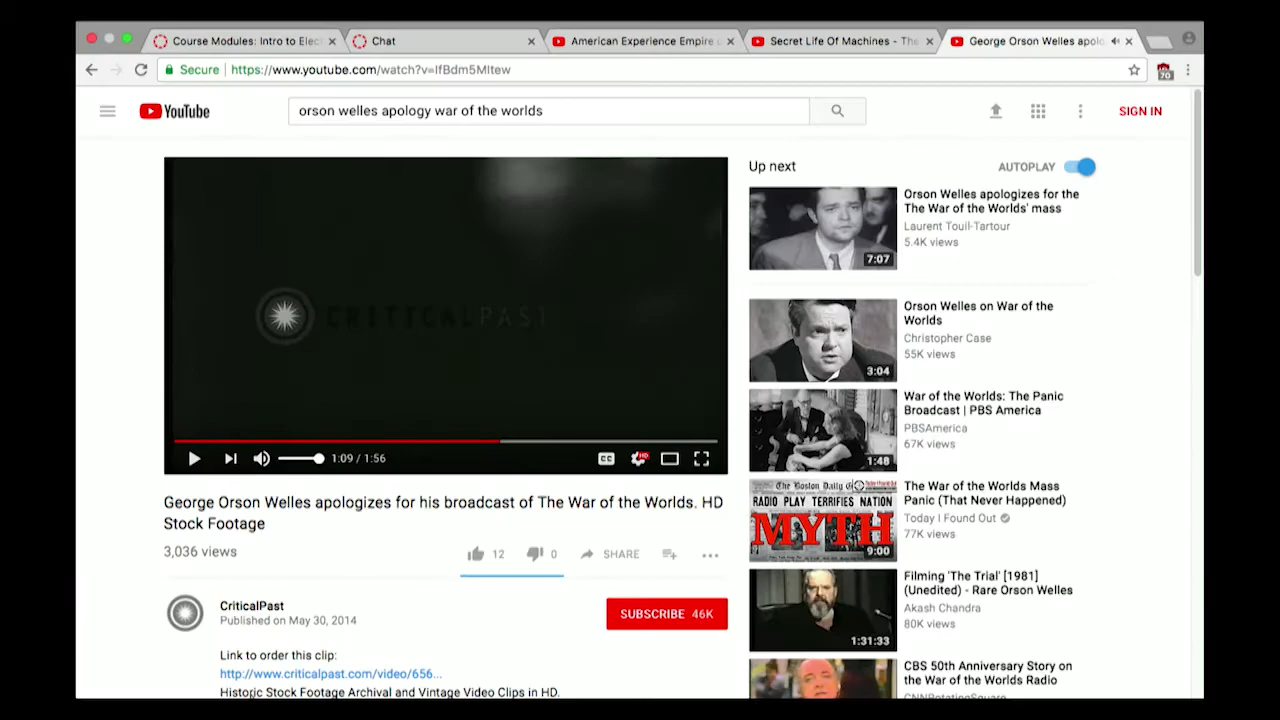 Course Modules: Intro to Elec
Chat
American Experience Empire
Secret Life Of Machines - The
George Orson Welles apolo
Secure
https://www.youtube.com/watch?v=IfBdm5MItew
70
YouTube
orson welles apology war of the worlds
SIGN IN
CRITICALPAST
1:09 / 1:56
CC
HD
George Orson Welles apologizes for his broadcast of The War of the Worlds. HD
Stock Footage
3,036 views
12
0
SHARE
CriticalPast
Published on May 30, 2014
SUBSCRIBE 46K
Link to order this clip:
http://www.criticalpast.com/video/656...
Historic Stock Footage Archival and Vintage Video Clips in HD.
Up next
AUTOPLAY
7:07
Orson Welles apologizes for the
The War of the Worlds' mass
Laurent Touil-Tartour
5.4K views
3:04
Orson Welles on War of the
Worlds
Christopher Case
55K views
1:48
War of the Worlds: The Panic
Broadcast | PBS America
PBSAmerica
67K views
The Boston Daily G
RADIO PLAY TERRIFIES NATION
MYTH
9:00
The War of the Worlds Mass
Panic (That Never Happened)
Today I Found Out
77K views
1:31:33
Filming 'The Trial' [1981]
(Unedited) - Rare Orson Welles
Akash Chandra
80K views
CBS 50th Anniversary Story on
the War of the Worlds Radio
CNNRotatingSquare